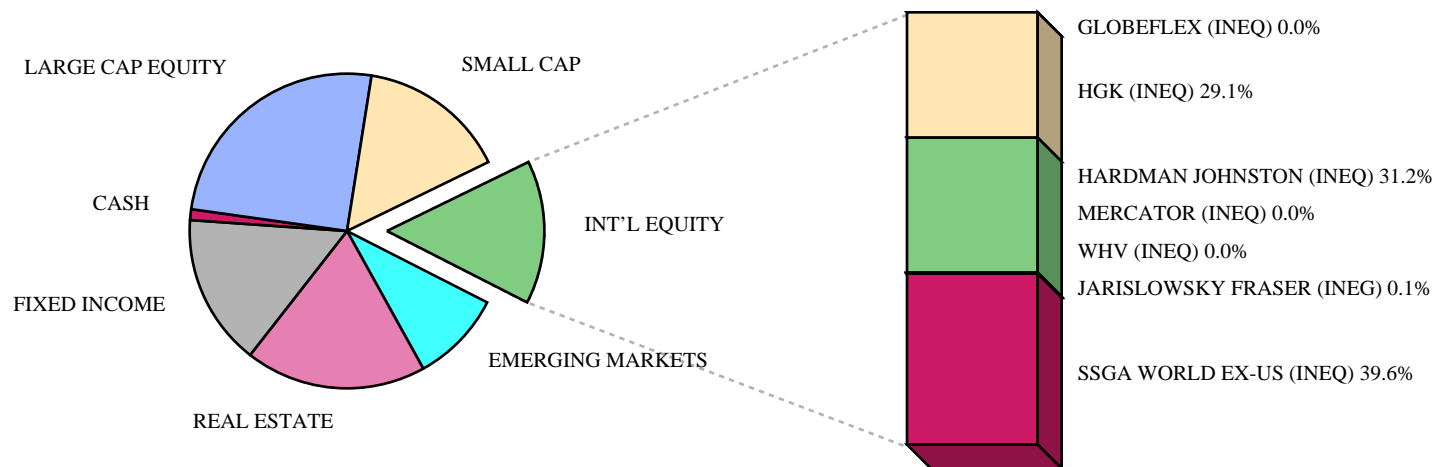 LARGE CAP EQUITY
SMALL CAP
CASH
INT'L EQUITY
FIXED INCOME
EMERGING MARKETS
REAL ESTATE
GLOBEFLEX (INEQ) 0.0%
HGK (INEQ) 29.1%
HARDMAN JOHNSTON (INEQ) 31.2%
MERCATOR (INEQ) 0.0%
WHV (INEQ) 0.0%
JARISLOWSKY FRASER (INEG) 0.1%
SSGA WORLD EX-US (INEQ) 39.6%